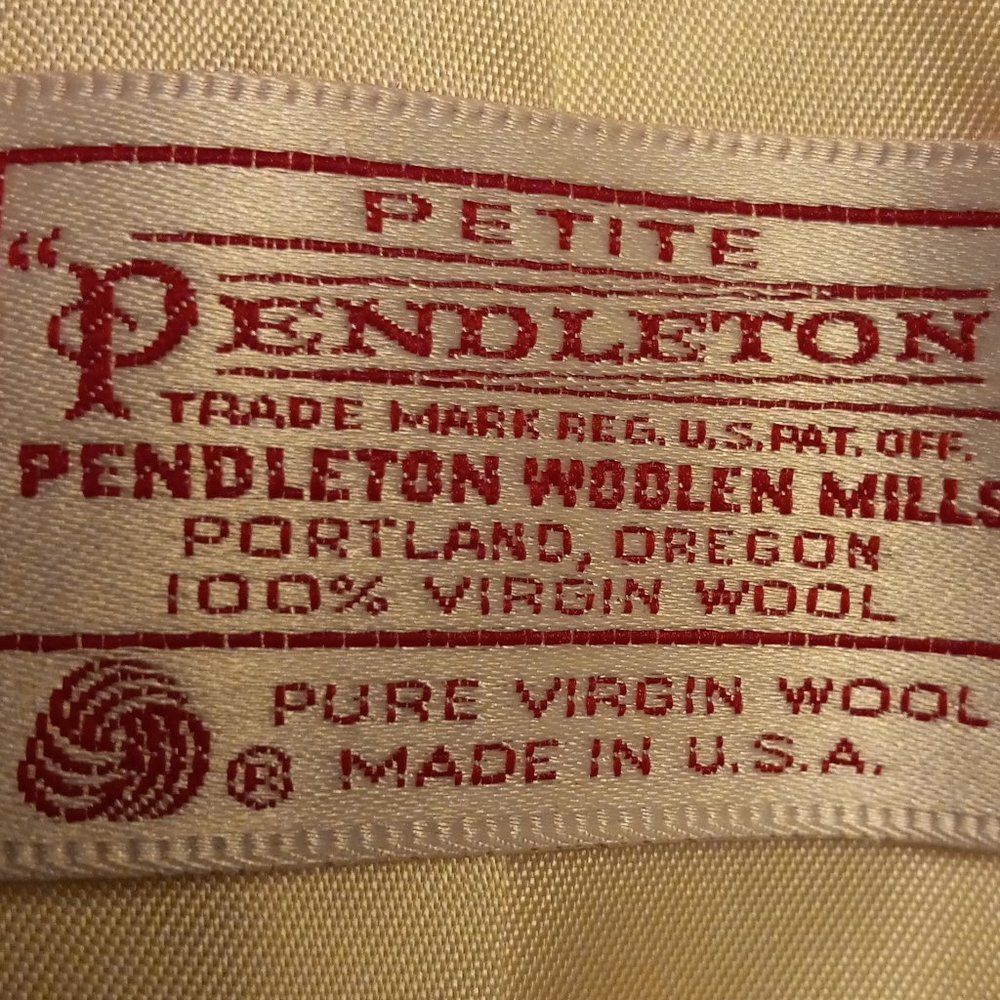 PETITE
"PENDLETON
TRADE MARK REG. U.S. PAT. OFF.
PENDLETON WOOLEN MILLS
PORTLAND, OREGON
100% VIRGIN WOOL
PURE VIRGIN WOOL
® MADE IN U.S.A.